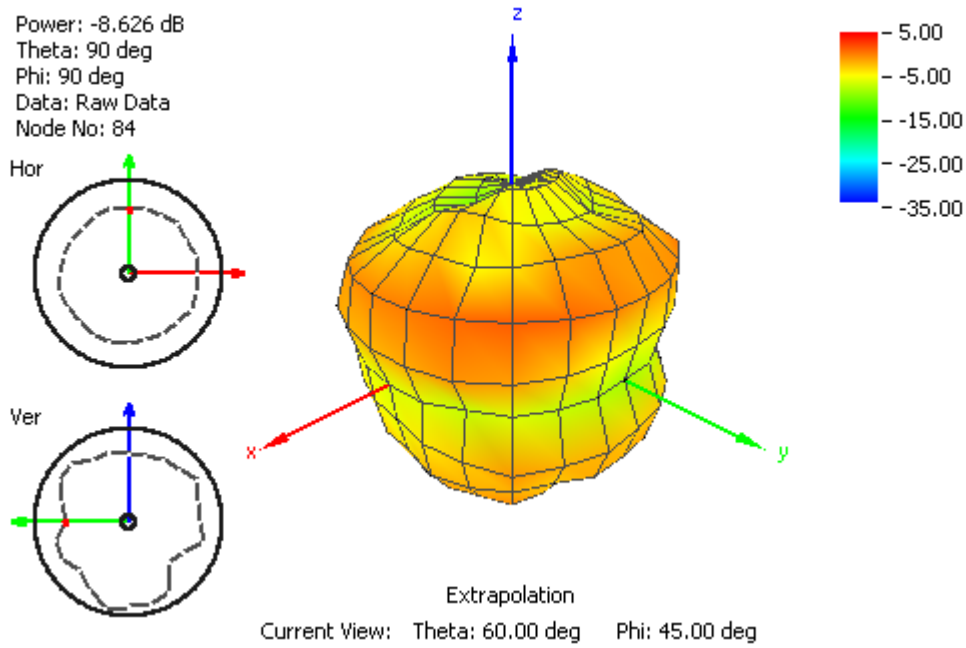 Power: -8.626 dB
Theta: 90 deg
Phi: 90 deg
Data: Raw Data
Node No: 84
Hor
Ver
z
x
y
5.00
-5.00
-15.00
-25.00
-35.00
Extrapolation
Current View: Theta: 60.00 deg Phi: 45.00 deg